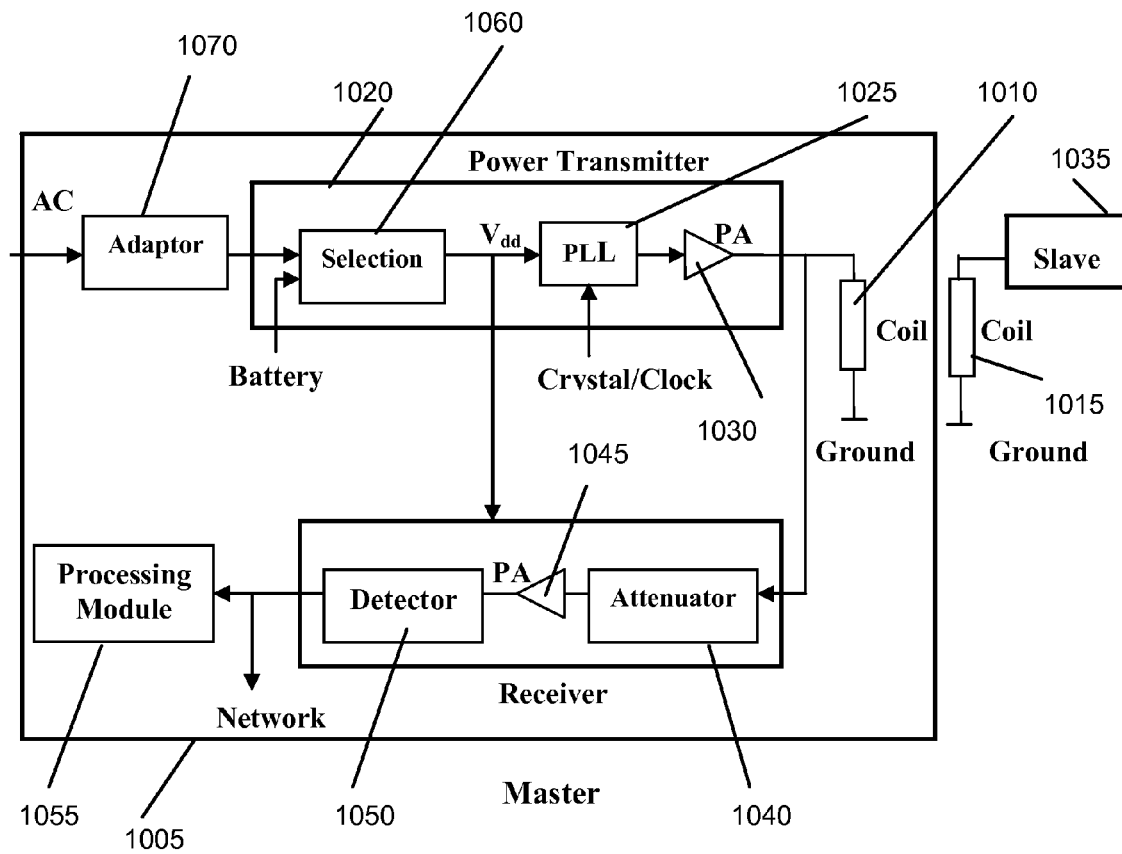 1060
1070
1020
1025
1010
1035
Power Transmitter
AC
Adaptor
Selection
V_dd
PLL
PA
Slave
Coil
Coil
Battery
Crystal/Clock
1030
1015
Ground
Ground
1045
Processing Module
Detector
PA
Attenuator
Receiver
Network
Master
1055
1005
1050
1040